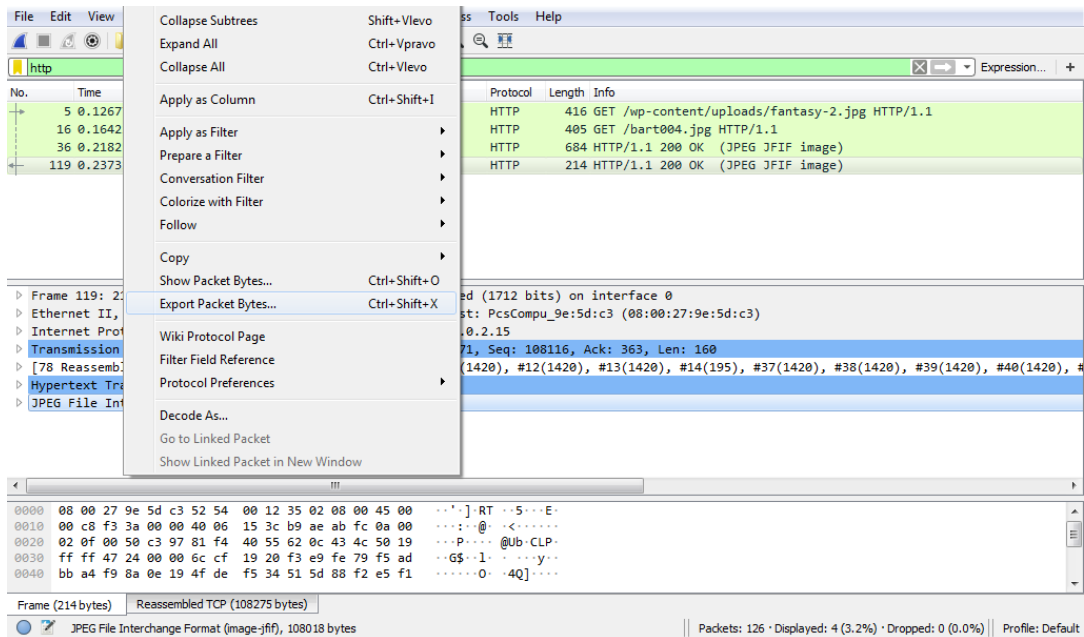 File Edit View ss Tools Help
http Expression... +
No. Time Protocol Length Info
5 0.1267 HTTP 416 GET /wp-content/uploads/fantasy-2.jpg HTTP/1.1
16 0.1642 HTTP 405 GET /bart004.jpg HTTP/1.1
36 0.2182 HTTP 684 HTTP/1.1 200 OK (JPEG JFIF image)
119 0.2373 HTTP 214 HTTP/1.1 200 OK (JPEG JFIF image)
Collapse Subtrees Shift+Vlevo
Expand All Ctrl+Vpravo
Collapse All Ctrl+Vlevo
Apply as Column Ctrl+Shift+I
Apply as Filter
Prepare a Filter
Conversation Filter
Colorize with Filter
Follow
Copy
Show Packet Bytes... Ctrl+Shift+O
Export Packet Bytes... Ctrl+Shift+X
Wiki Protocol Page
Filter Field Reference
Protocol Preferences
Decode As...
Go to Linked Packet
Show Linked Packet in New Window
Frame 119: 21 ed (1712 bits) on interface 0
Ethernet II, st: PcsCompu_9e:5d:c3 (08:00:27:9e:5d:c3)
Internet Prot .0.2.15
Transmission 71, Seq: 108116, Ack: 363, Len: 160
[78 Reassembl (1420), #12(1420), #13(1420), #14(195), #37(1420), #38(1420), #39(1420), #40(1420), #
Hypertext Tra
JPEG File Int
0000 08 00 27 9e 5d c3 52 54 00 12 35 02 08 00 45 00 ··'·]·RT ··5···E·
0010 00 c8 f3 3a 00 00 40 06 15 3c b9 ae ab fc 0a 00 ···:··@· ·<······
0020 02 0f 00 50 c3 97 81 f4 40 55 62 0c 43 4c 50 19 ···P···· @Ub·CLP·
0030 ff ff 47 24 00 00 6c cf 19 20 f3 e9 fe 79 f5 ad ··G$··l· · ···y··
0040 bb a4 f9 8a 0e 19 4f de f5 34 51 5d 88 f2 e5 f1 ······O· ·4Q]····
Frame (214 bytes) Reassembled TCP (108275 bytes)
JPEG File Interchange Format (image-jfif), 108018 bytes Packets: 126 · Displayed: 4 (3.2%) · Dropped: 0 (0.0%) Profile: Default